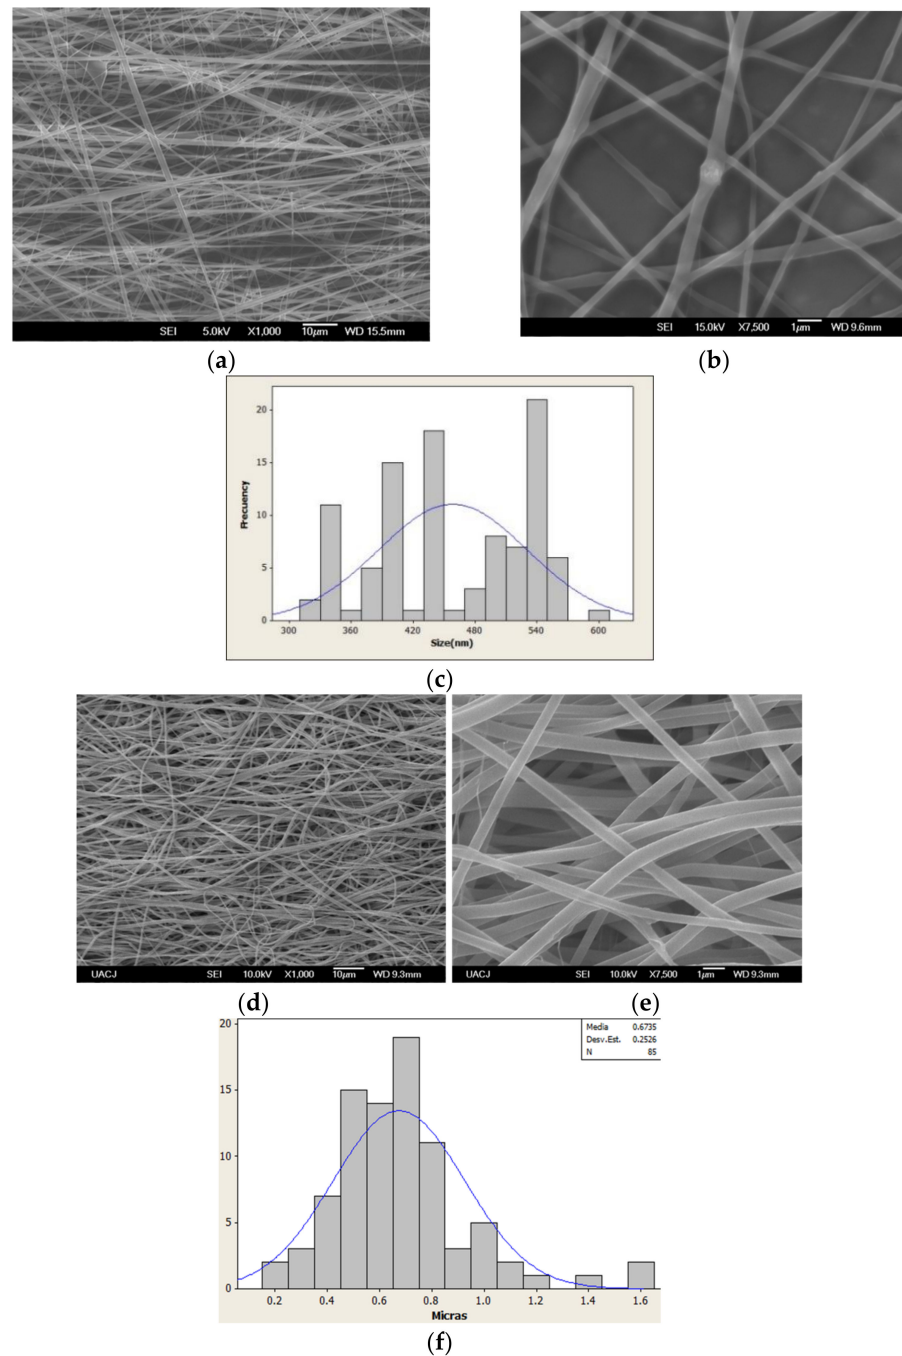 SEI 5.0kV X1,000 10μm WD 15.5mm
SEI 15.0kV X7,500 1μm WD 9.6mm
(a)
(b)
20
15
10
5
0
Frecuency
300 360 420 480 540 600
Size(nm)
(c)
UACJ SEI 10.0kV X1,000 10μm WD 9.3mm
UACJ SEI 10.0kV X7,500 1μm WD 9.3mm
(d)
(e)
Media 0.6735
Desv.Est. 0.2526
N 85
20
15
10
5
0
0.2 0.4 0.6 0.8 1.0 1.2 1.4 1.6
Micras
(f)